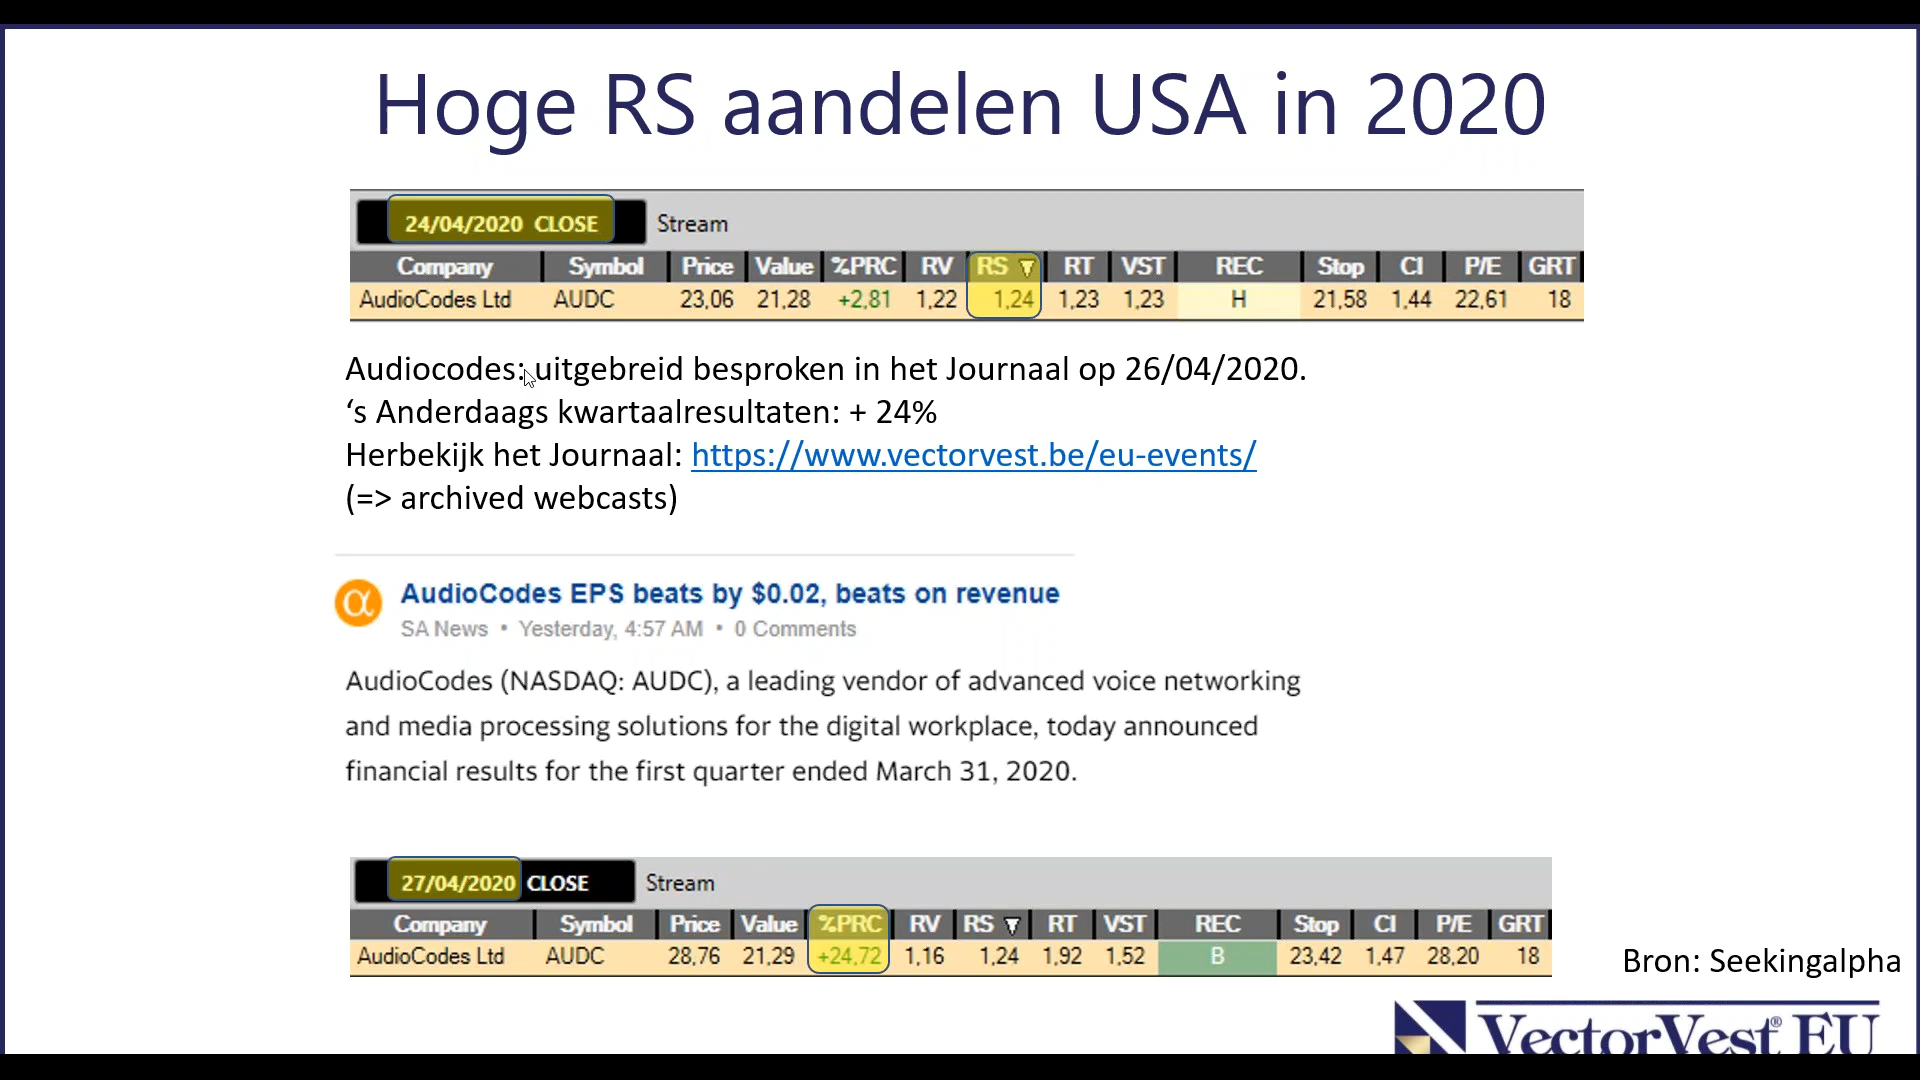 Hoge RS aandelen USA in 2020
24/04/2020 CLOSE Stream
Company Symbol Price Value %PRC RV RS RT VST REC Stop CI P/E GRT
AudioCodes Ltd AUDC 23,06 21,28 +2,81 1,22 1,24 1,23 1,23 H 21,58 1,44 22,61 18
Audiocodes: uitgebreid besproken in het Journaal op 26/04/2020.
‘s Anderdaags kwartaalresultaten: + 24%
Herbekijk het Journaal: https://www.vectorvest.be/eu-events/
(=> archived webcasts)
α AudioCodes EPS beats by $0.02, beats on revenue
SA News • Yesterday, 4:57 AM • 0 Comments
AudioCodes (NASDAQ: AUDC), a leading vendor of advanced voice networking
and media processing solutions for the digital workplace, today announced
financial results for the first quarter ended March 31, 2020.
27/04/2020 CLOSE Stream
Company Symbol Price Value %PRC RV RS RT VST REC Stop CI P/E GRT
AudioCodes Ltd AUDC 28,76 21,29 +24,72 1,16 1,24 1,92 1,52 B 23,42 1,47 28,20 18
Bron: Seekingalpha
VectorVest® EU